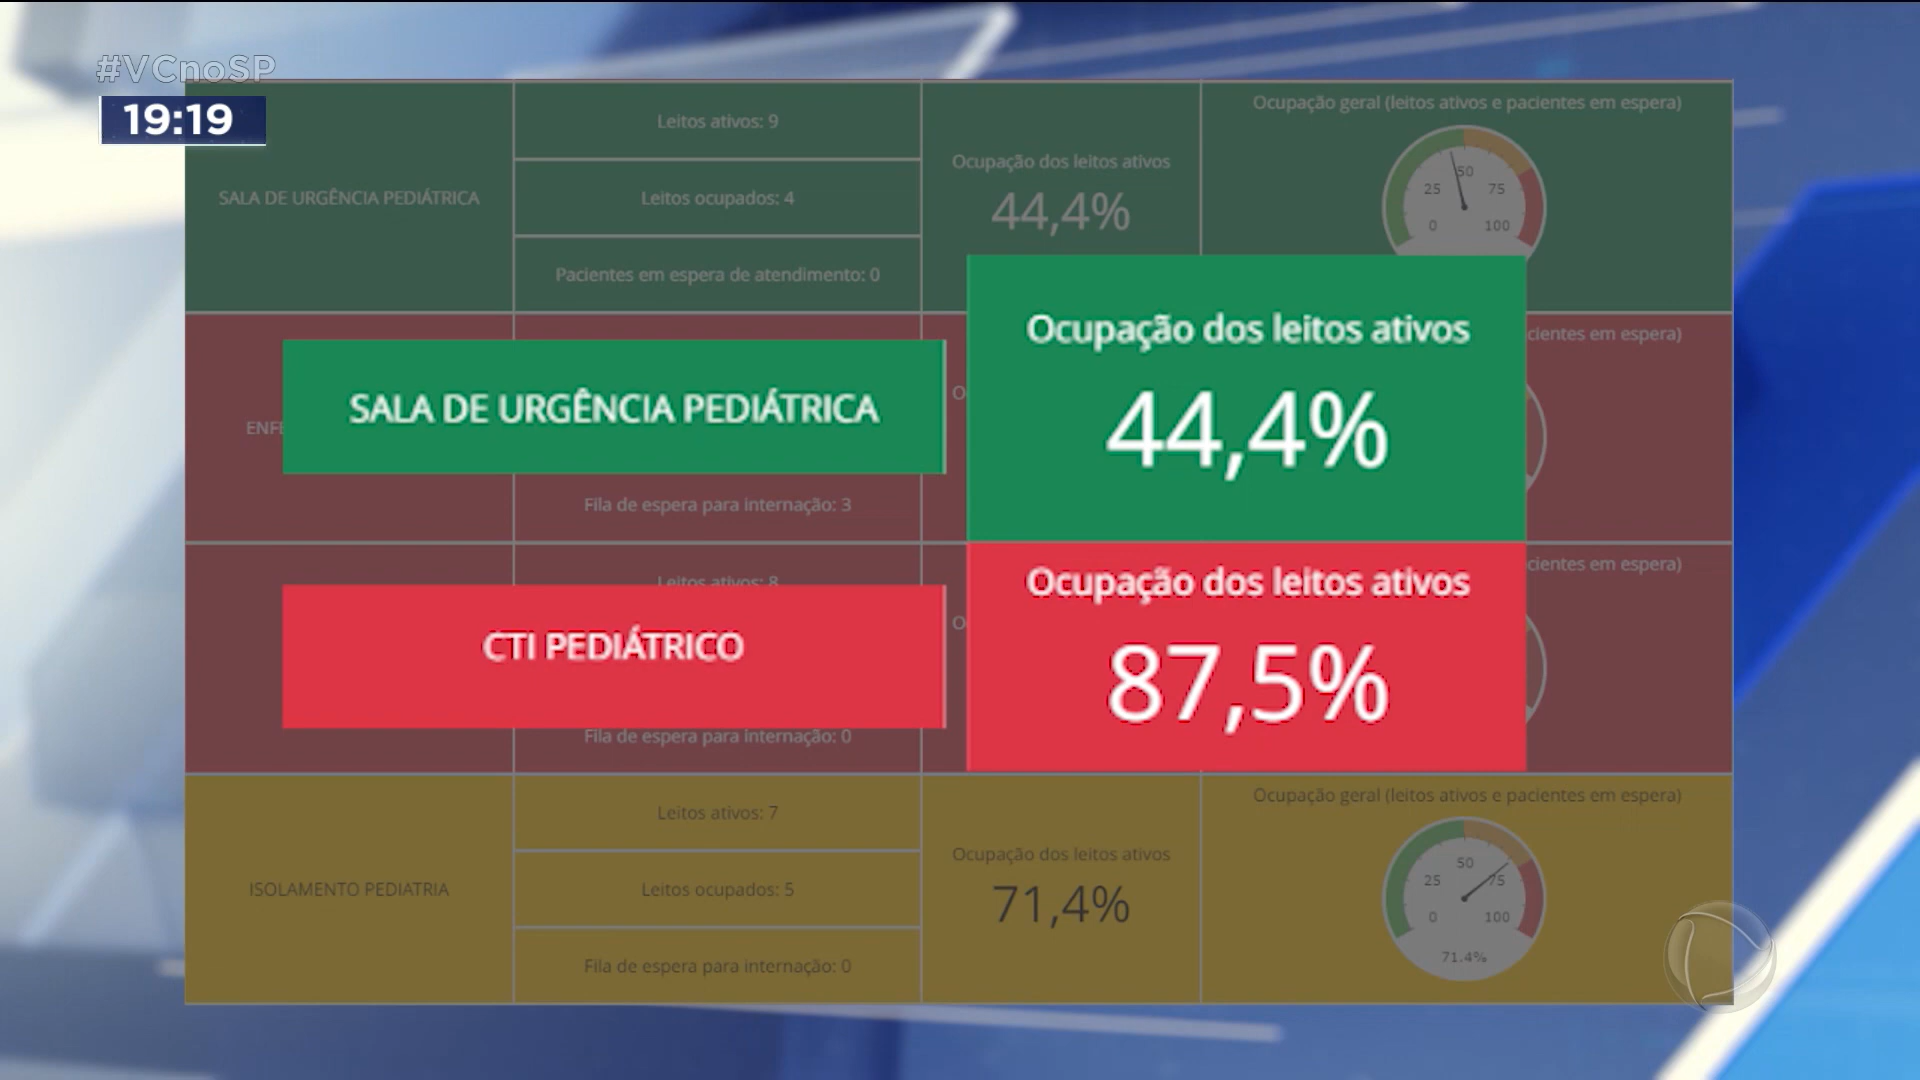 #VCnoSP
19:19
SALA DE URGÊNCIA PEDIÁTRICA
Leitos ativos: 9
Leitos ocupados: 4
Pacientes em espera de atendimento: 0
Ocupação dos leitos ativos
44,4%
Ocupação geral (leitos ativos e pacientes em espera)
0
25
50
75
100
SALA DE URGÊNCIA PEDIÁTRICA
Ocupação dos leitos ativos
44,4%
cientes em espera)
Fila de espera para internação: 3
Leitos ativos: 8
CTI PEDIÁTRICO
Ocupação dos leitos ativos
87,5%
cientes em espera)
Fila de espera para internação: 0
ISOLAMENTO PEDIATRIA
Leitos ativos: 7
Leitos ocupados: 5
Fila de espera para internação: 0
Ocupação dos leitos ativos
71,4%
Ocupação geral (leitos ativos e pacientes em espera)
0
25
50
75
100
71.4%